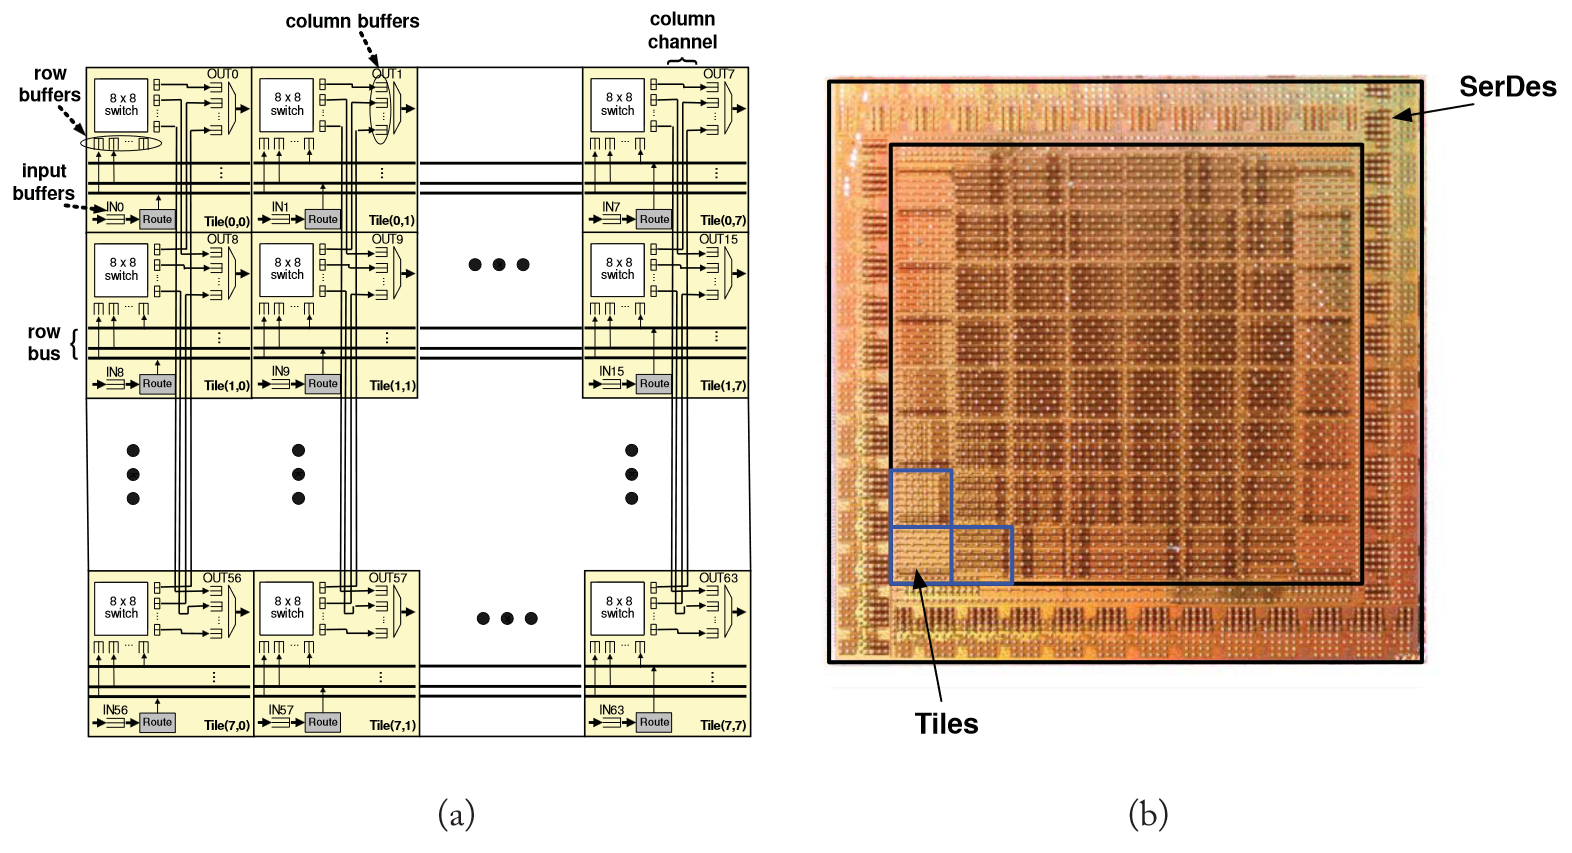 column buffers
column
channel
row
buffers
input
buffers
row
bus
OUT0
8 x 8
switch
...
IN0
Route
Tile(0,0)
OUT1
8 x 8
switch
...
IN1
Route
Tile(0,1)
OUT7
8 x 8
switch
...
IN7
Route
Tile(0,7)
OUT8
8 x 8
switch
...
IN8
Route
Tile(1,0)
OUT9
8 x 8
switch
...
IN9
Route
Tile(1,1)
OUT15
8 x 8
switch
...
IN15
Route
Tile(1,7)
OUT56
8 x 8
switch
...
IN56
Route
Tile(7,0)
OUT57
8 x 8
switch
...
IN57
Route
Tile(7,1)
OUT63
8 x 8
switch
...
IN63
Route
Tile(7,7)
(a)
SerDes
Tiles
(b)